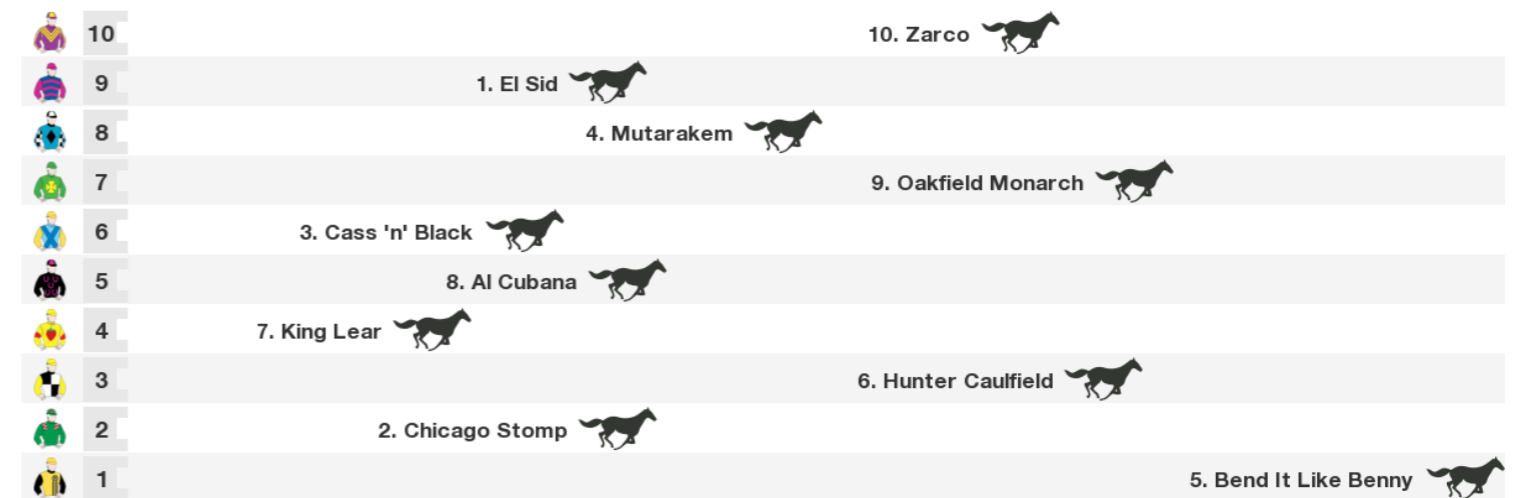 10 10. Zarco
9 1. El Sid
8 4. Mutarakem
7 9. Oakfield Monarch
6 3. Cass 'n' Black
5 8. Al Cubana
4 7. King Lear
3 6. Hunter Caulfield
2 2. Chicago Stomp
1 5. Bend It Like Benny